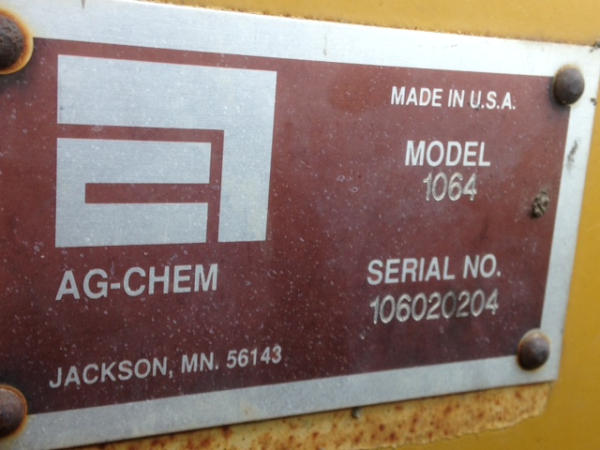 MADE IN U.S.A.
MODEL
1064
AG-CHEM
SERIAL NO.
106020204
JACKSON, MN. 56143